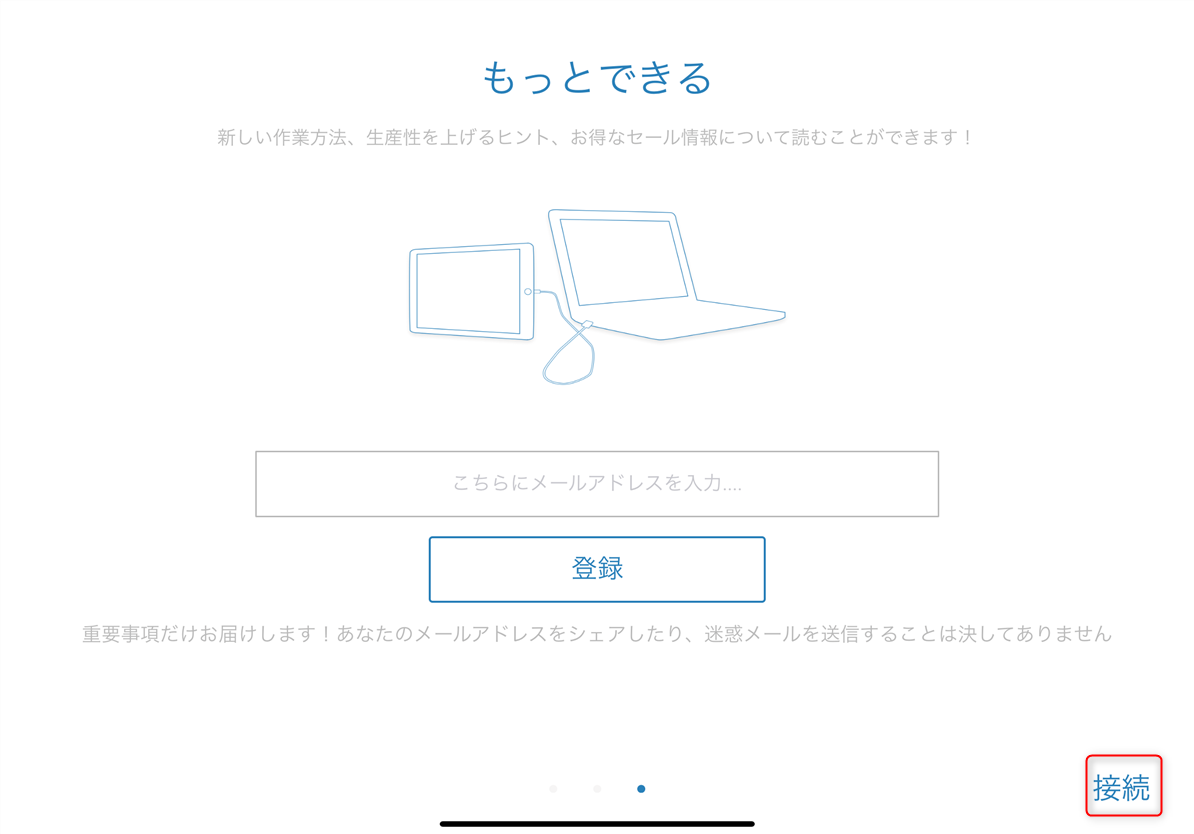 もっとできる
新しい作業方法、生産性を上げるヒント、お得なセール情報について読むことができます！
こちらにメールアドレスを入力....
登録
重要事項だけお届けします！あなたのメールアドレスをシェアしたり、迷惑メールを送信することは決してありません
接続